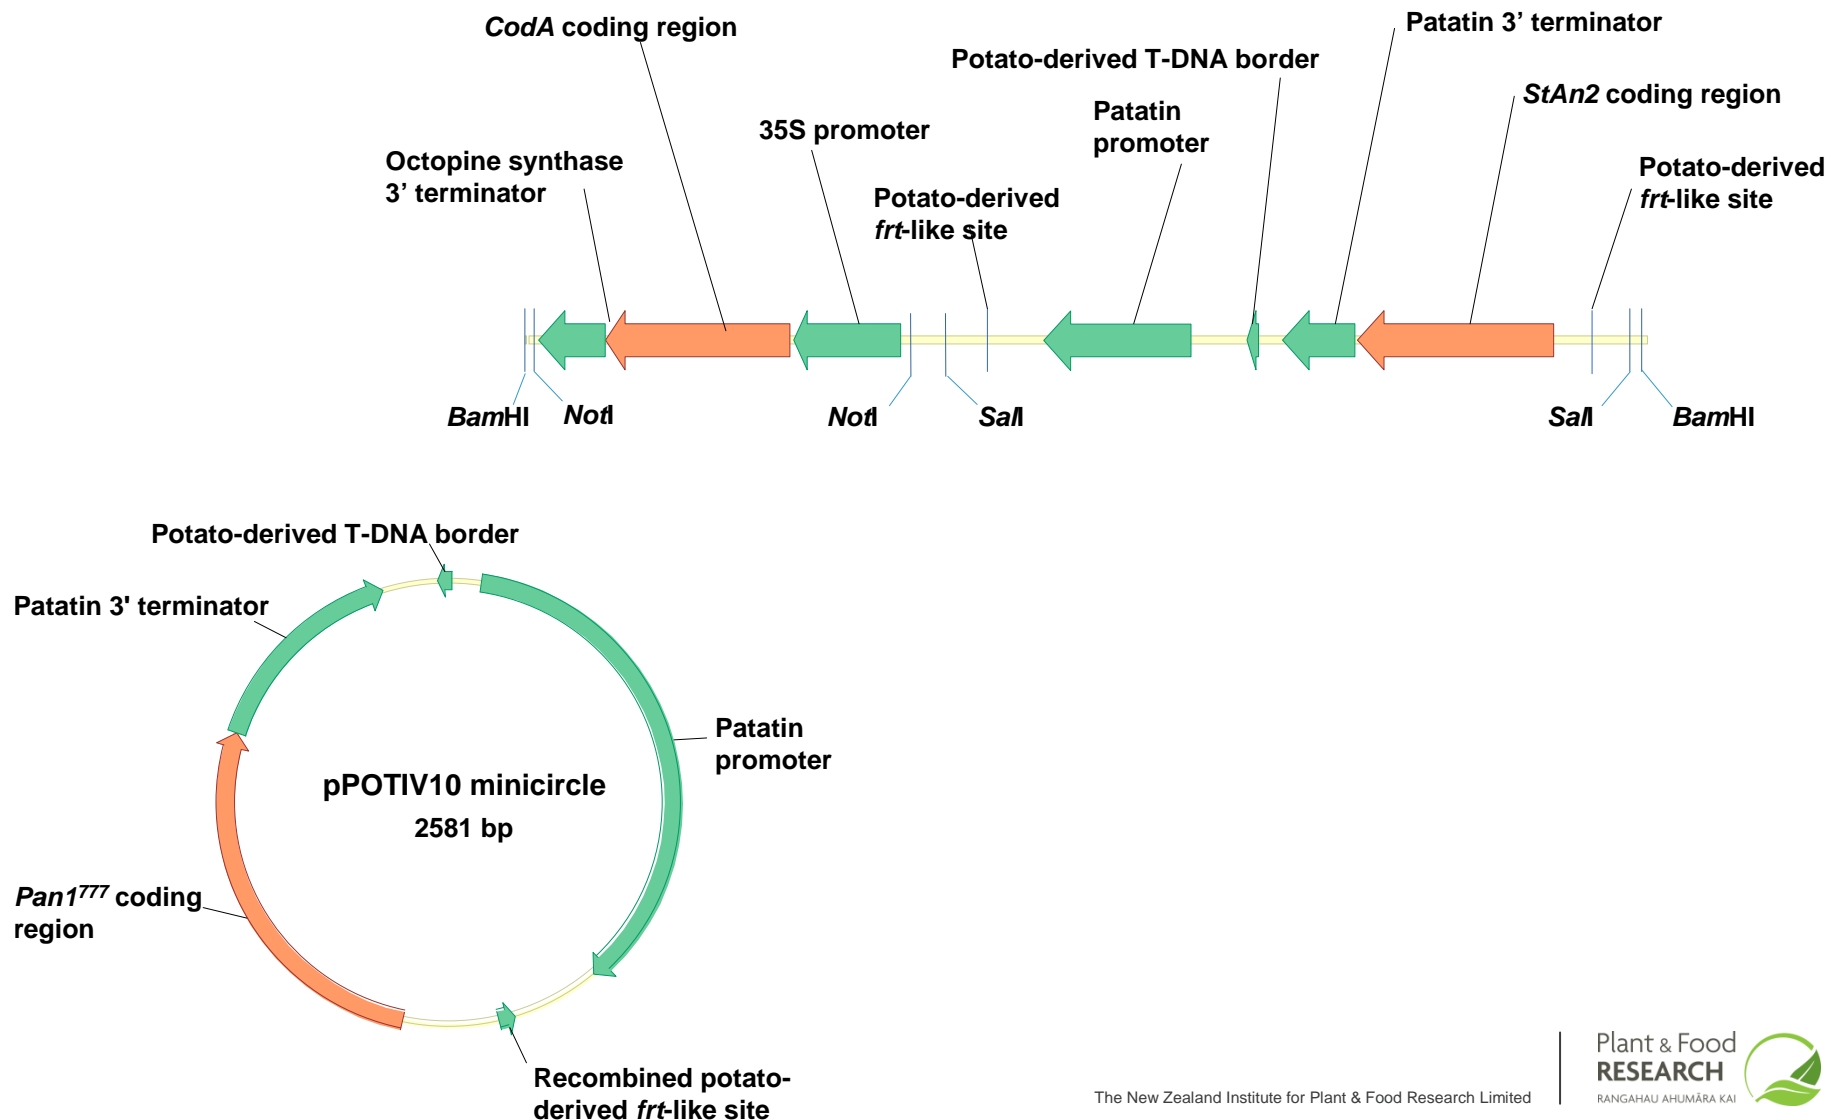 CodA coding region
Patatin 3’ terminator
Potato-derived T-DNA border
StAn2 coding region
Patatin
promoter
35S promoter
Octopine synthase
3’ terminator
Potato-derived
frt-like site
Potato-derived
frt-like site
BamHI
NotI
NotI
SalI
SalI
BamHI
Potato-derived T-DNA border
Patatin 3' terminator
Patatin
promoter
pPOTIV10 minicircle
2581 bp
Pan1⁷⁷⁷ coding
region
Recombined potato-
derived frt-like site
The New Zealand Institute for Plant & Food Research Limited
Plant & Food
RESEARCH
RANGAHAU AHUMĀRA KAI